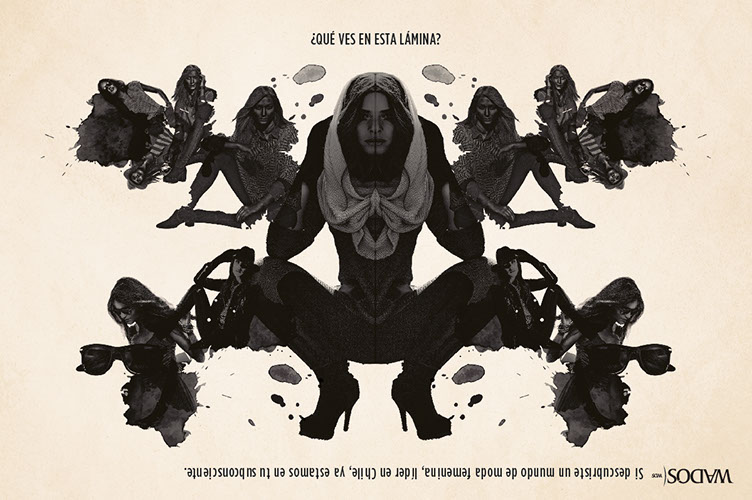 ¿QUÉ VES EN ESTA LÁMINA?
Si descubriste un mundo de moda femenina, líder en Chile, ya estamos en tu subconsciente.
WADOS( WDS